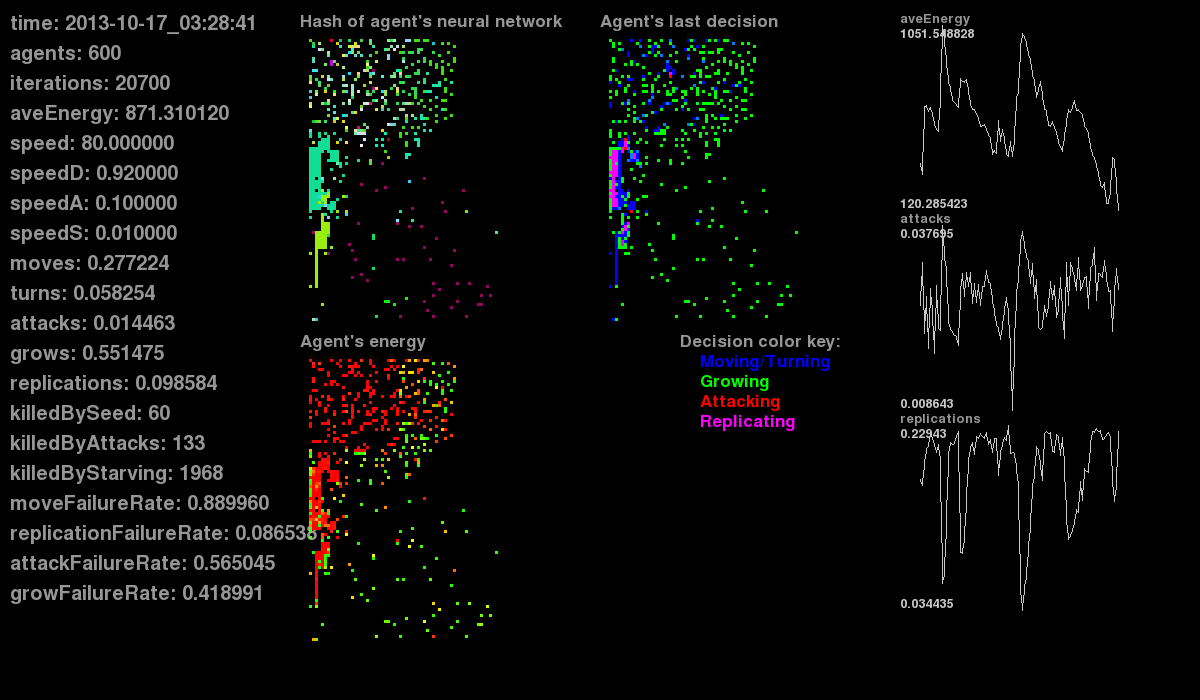 time: 2013-10-17_03:28:41
agents: 600
iterations: 20700
aveEnergy: 871.310120
speed: 80.000000
speedD: 0.920000
speedA: 0.100000
speedS: 0.010000
moves: 0.277224
turns: 0.058254
attacks: 0.014463
grows: 0.551475
replications: 0.098584
killedBySeed: 60
killedByAttacks: 133
killedByStarving: 1968
moveFailureRate: 0.889960
replicationFailureRate: 0.086538
attackFailureRate: 0.565045
growFailureRate: 0.418991
Hash of agent's neural network
Agent's last decision
Agent's energy
Decision color key:
Moving/Turning
Growing
Attacking
Replicating
aveEnergy
1051.548828
120.285423
attacks
0.037695
0.008643
replications
0.22943
0.034435